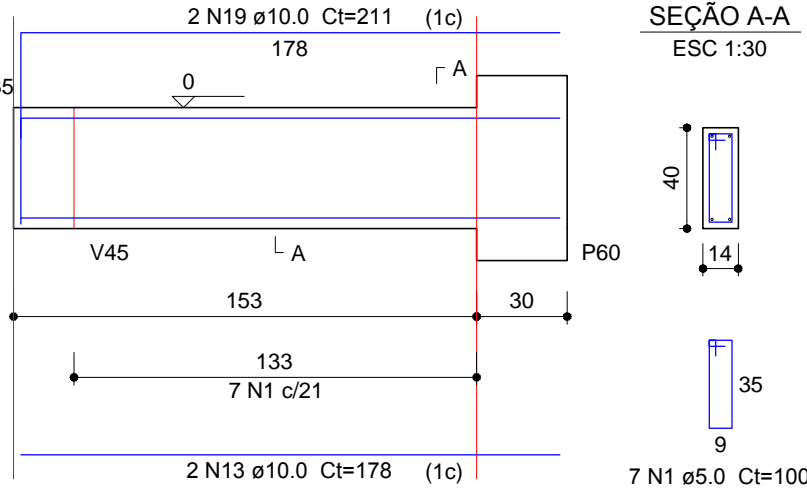 2 N19 ø10.0 Ct=211 (1c)
178
SEÇÃO A-A
ESC 1:30
A
0
40
14
V45
A
P60
153
30
133
7 N1 c/21
35
9
2 N13 ø10.0 Ct=178 (1c)
7 N1 ø5.0 Ct=100